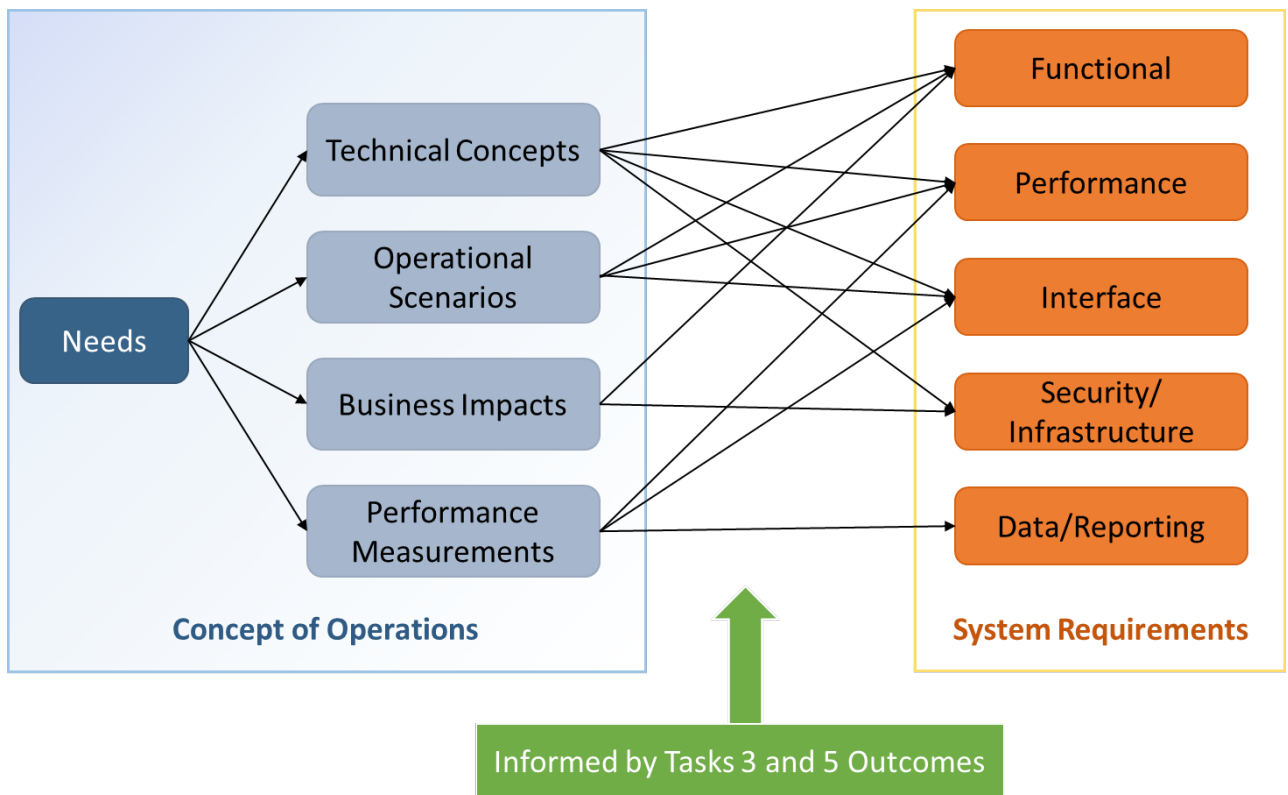 Needs
Technical Concepts
Operational
Scenarios
Business Impacts
Performance
Measurements
Concept of Operations
Functional
Performance
Interface
Security/
Infrastructure
Data/Reporting
System Requirements
Informed by Tasks 3 and 5 Outcomes